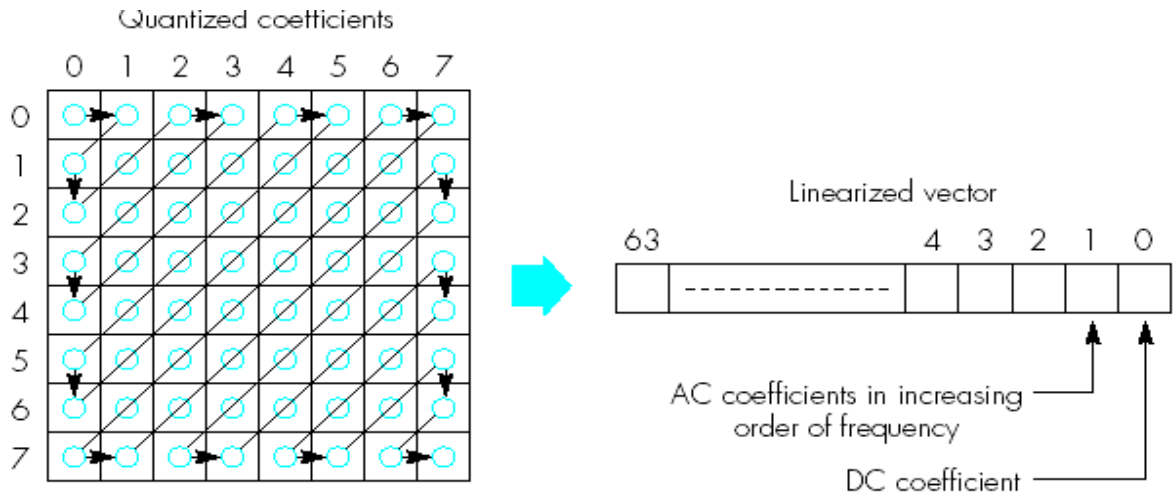 Quantized coefficients
0 1 2 3 4 5 6 7
0
1
2
3
4
5
6
7
Linearized vector
63 4 3 2 1 0
AC coefficients in increasing
order of frequency
DC coefficient